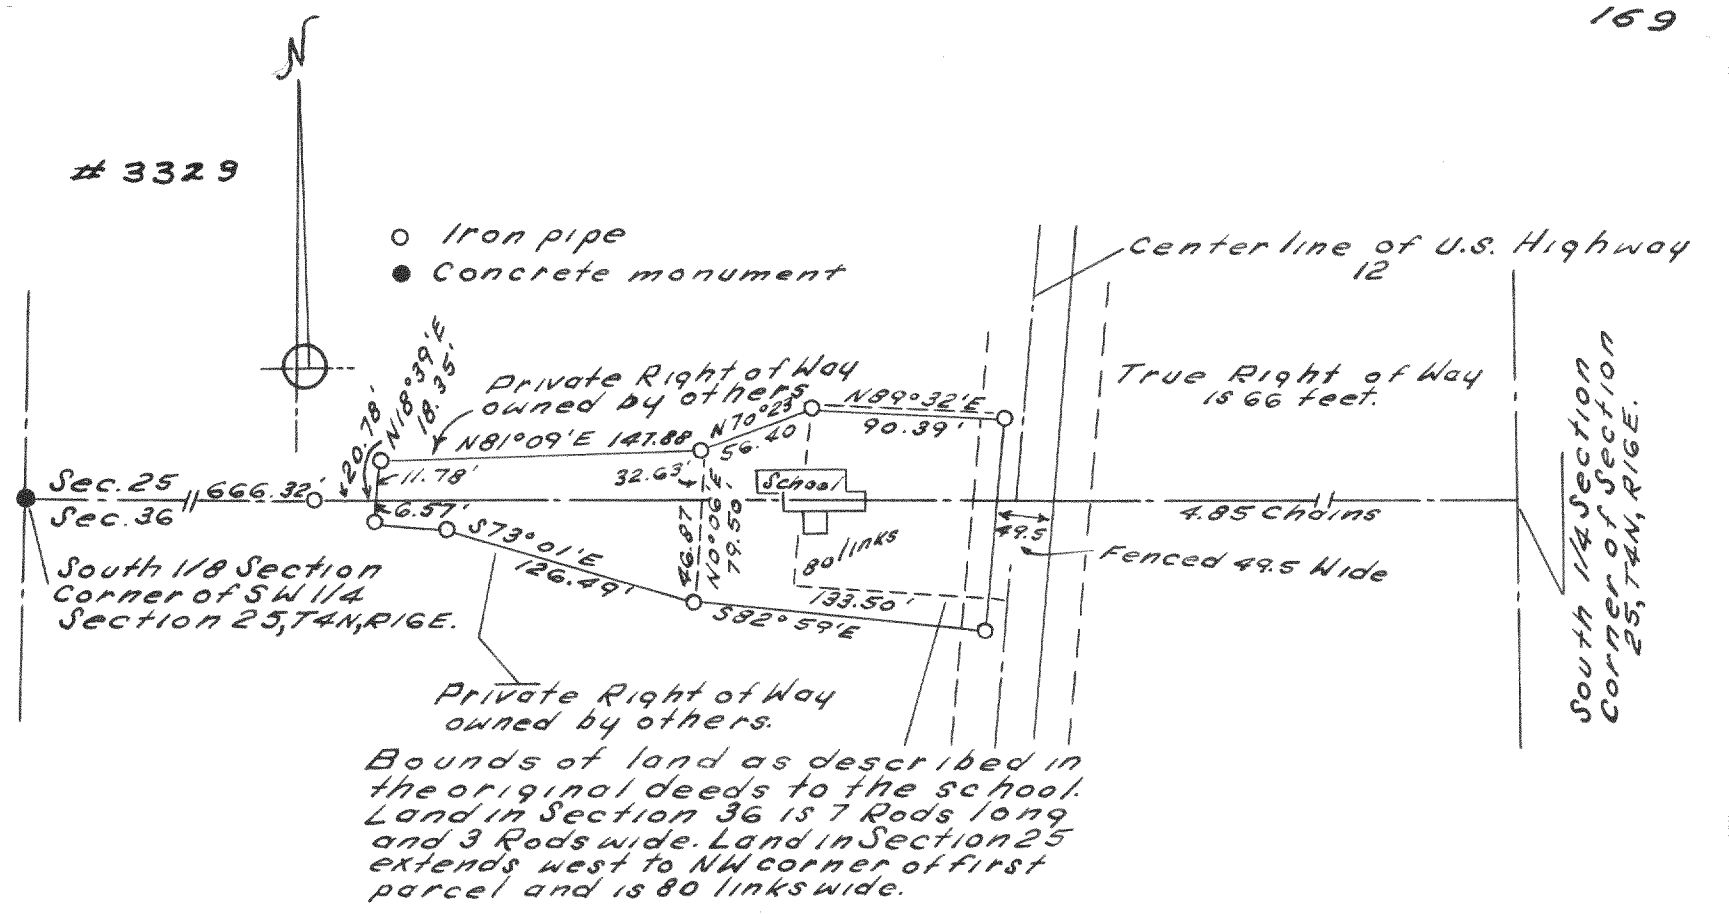 169
N
# 3329
Iron pipe
Concrete monument
Center line of U.S. Highway
12
True Right of Way
is 66 feet.
Private Right of Way
owned by others
N18°39'E
18.35'
20.78'
N81°09'E 147.88
N70°23'
56.40
N89°32'E
90.39'
11.78'
32.63'
School
Sec. 25
Sec. 36
666.32'
6.57'
S73°01'E
126.49'
46.87
N0°06'E
79.50'
80 links
133.50'
S82°59'E
49.5
4.85 Chains
Fenced 49.5 Wide
South 1/8 Section
Corner of SW 1/4
Section 25, T4N, R16E.
South 1/4 Section
Corner of Section
25, T4N, R16E.
Private Right of Way
owned by others.
Bounds of land as described in
the original deeds to the school.
Land in Section 36 is 7 Rods long
and 3 Rods wide. Land in Section 25
extends west to NW corner of first
parcel and is 80 links wide.